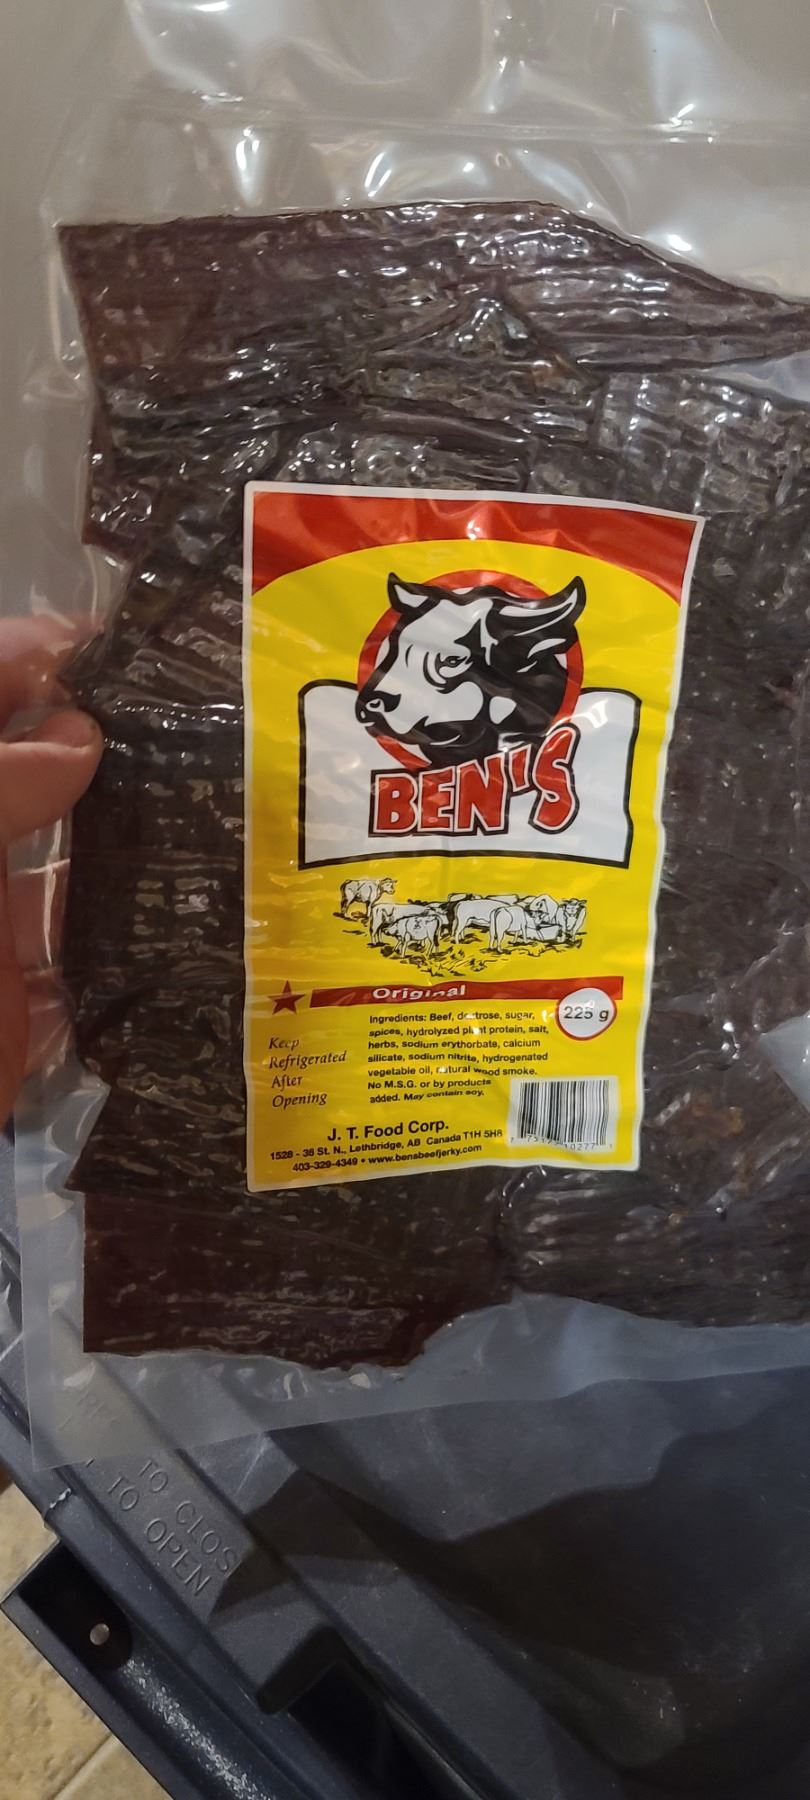 BEN'S
Original
225 g
Ingredients: Beef, dextrose, sugar,
spices, hydrolyzed plant protein, salt,
herbs, sodium erythorbate, calcium
silicate, sodium nitrite, hydrogenated
vegetable oil, natural wood smoke.
No M.S.G. or by products
added. May contain soy.
Keep
Refrigerated
After
Opening
J. T. Food Corp.
1528 - 36 St. N., Lethbridge, AB Canada T1H 5H8
403-329-4349 • www.bensbeefjerky.com
TO CLOSE
TO OPEN